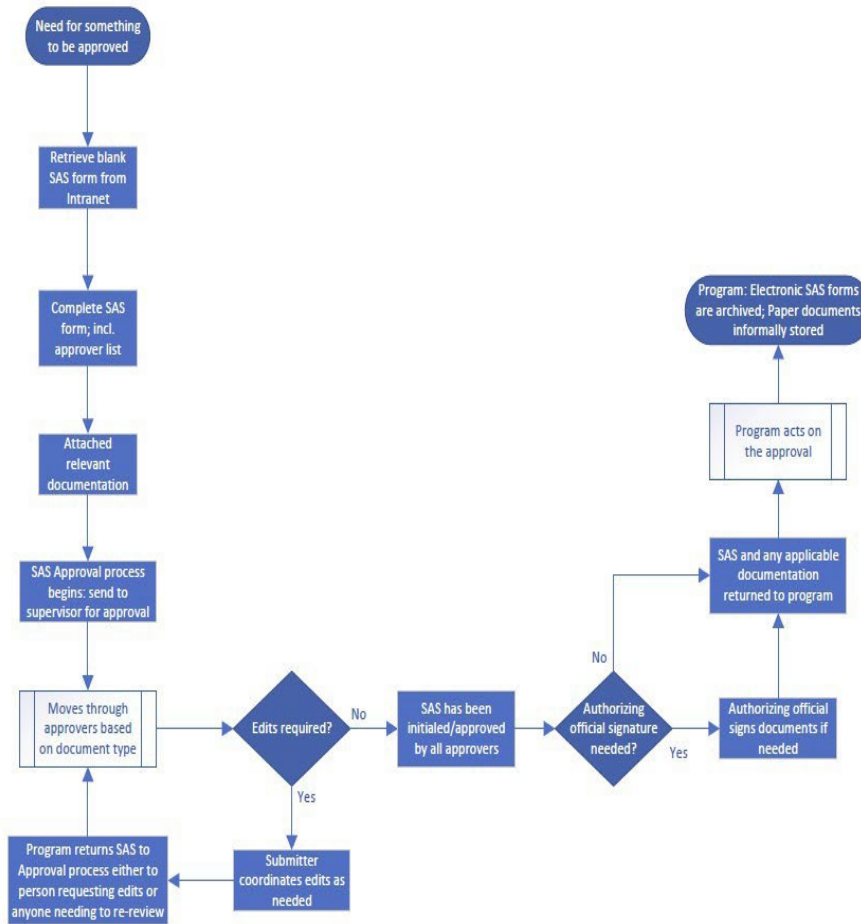 Need for something
to be approved
Retrieve blank
SAS form from
Intranet
Complete SAS
form; incl.
approver list
Attached
relevant
documentation
SAS Approval process
begins: send to
supervisor for approval
Moves through
approvers based
on document type
Edits required?
No
Yes
Submitter
coordinates edits as
needed
Program returns SAS to
Approval process either to
person requesting edits or
anyone needing to re-review
SAS has been
initialed/approved
by all approvers
Authorizing
official signature
needed?
No
Yes
Authorizing official
signs documents if
needed
SAS and any applicable
documentation
returned to program
Program acts on
the approval
Program: Electronic SAS forms
are archived; Paper documents
informally stored